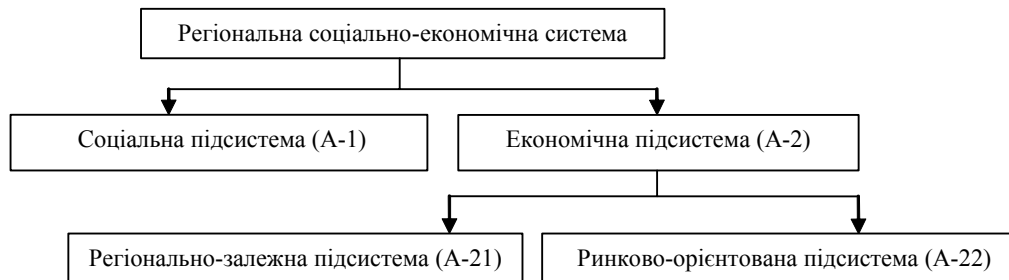 Регіональна соціально-економічна система
Соціальна підсистема (А-1)
Економічна підсистема (А-2)
Регіонально-залежна підсистема (А-21)
Ринково-орієнтована підсистема (А-22)